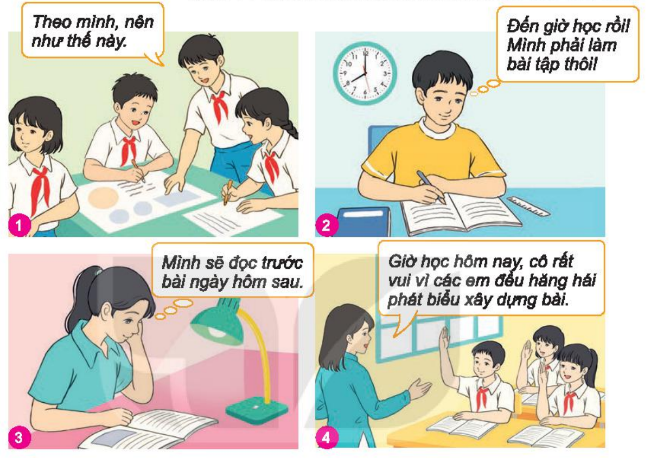 Theo mình, nên
như thế này.
1
Đến giờ học rồi!
Mình phải làm
bài tập thôi!
2
Mình sẽ đọc trước
bài ngày hôm sau.
3
Giờ học hôm nay, cô rất
vui vì các em đều hăng hái
phát biểu xây dựng bài.
4